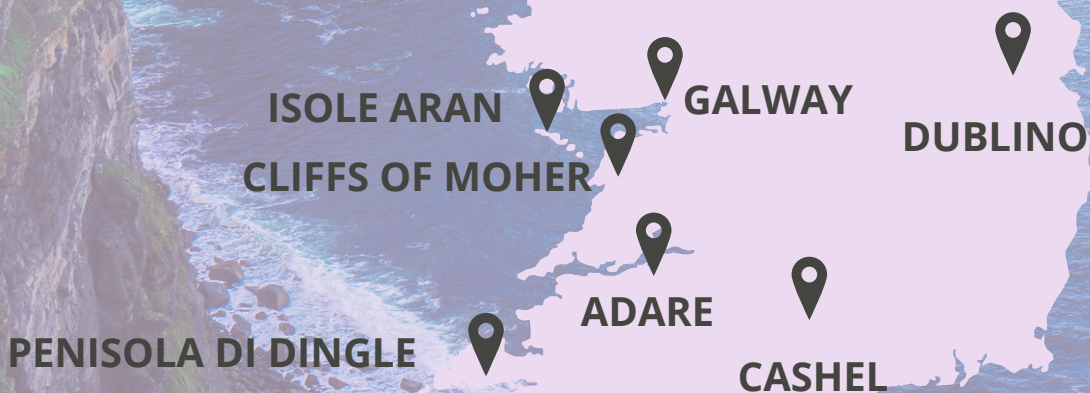 GALWAY
ISOLE ARAN
DUBLINO
CLIFFS OF MOHER
ADARE
PENISOLA DI DINGLE
CASHEL